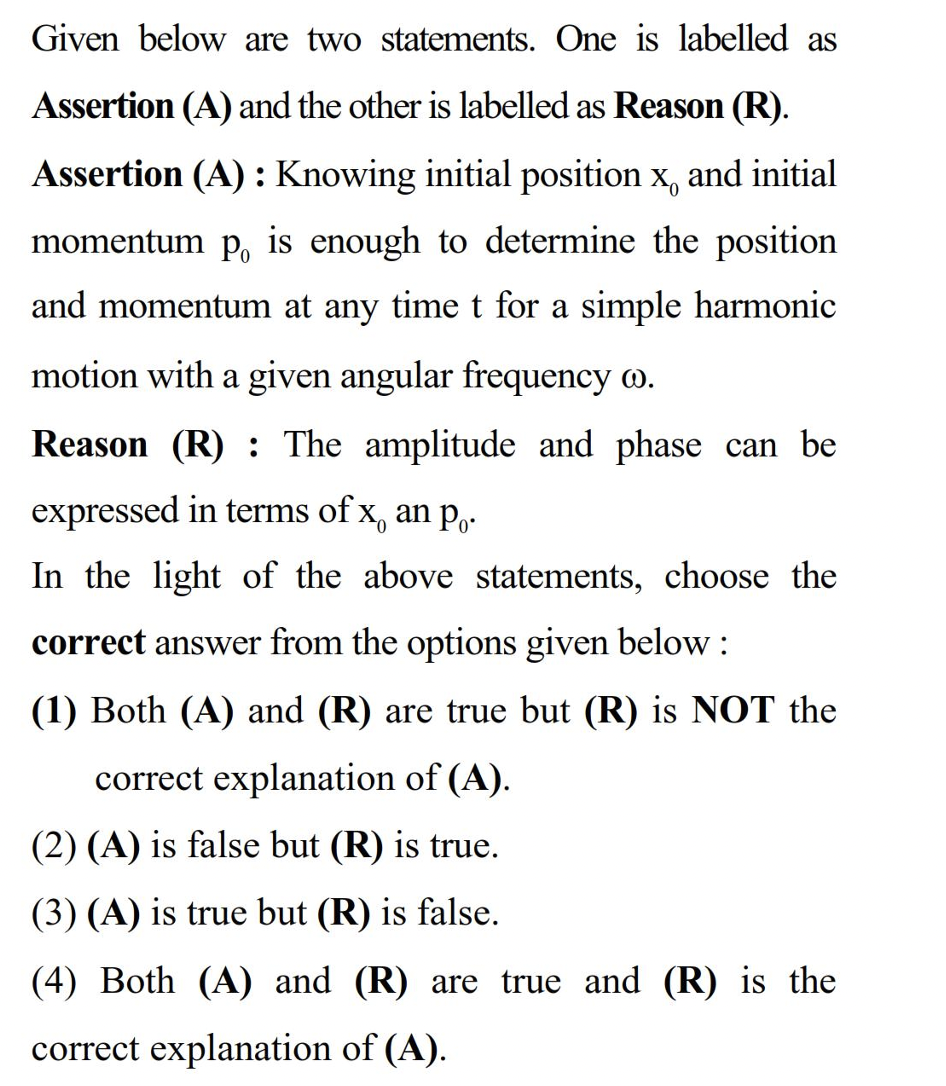 Given below are two statements. One is labelled as
Assertion (A) and the other is labelled as Reason (R).
Assertion (A) : Knowing initial position x₀ and initial
momentum p₀ is enough to determine the position
and momentum at any time t for a simple harmonic
motion with a given angular frequency ω.
Reason (R) : The amplitude and phase can be
expressed in terms of x₀ an p₀.
In the light of the above statements, choose the
correct answer from the options given below :
(1) Both (A) and (R) are true but (R) is NOT the
correct explanation of (A).
(2) (A) is false but (R) is true.
(3) (A) is true but (R) is false.
(4) Both (A) and (R) are true and (R) is the
correct explanation of (A).